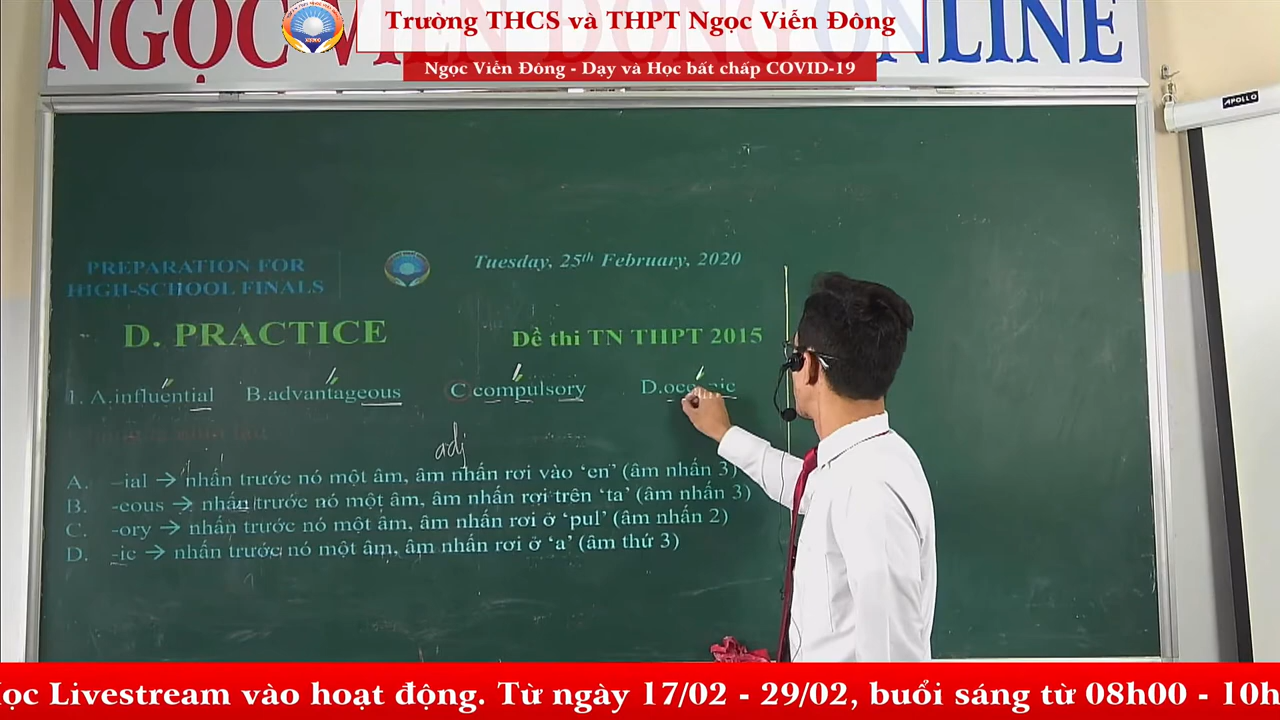 NGỌC VIỄN ĐÔNG ONLINE
Trường THCS và THPT Ngọc Viễn Đông
Ngọc Viễn Đông - Dạy và Học bất chấp COVID-19
APOLLO
PREPARATION FOR
HIGH-SCHOOL FINALS
Tuesday, 25th February, 2020
D. PRACTICE
Đề thi TN THPT 2015
1. A.influential B.advantageous C.compulsory D.oceanic
adj
A. –ial → nhấn trước nó một âm, âm nhấn rơi vào ‘en’ (âm nhấn 3)
B. -eous → nhấn trước nó một âm, âm nhấn rơi trên ‘ta’ (âm nhấn 3)
C. -ory → nhấn trước nó một âm, âm nhấn rơi ở ‘pul’ (âm nhấn 2)
D. -ic → nhấn trước nó một âm, âm nhấn rơi ở ‘a’ (âm thứ 3)
Học Livestream vào hoạt động. Từ ngày 17/02 - 29/02, buổi sáng từ 08h00 - 10h